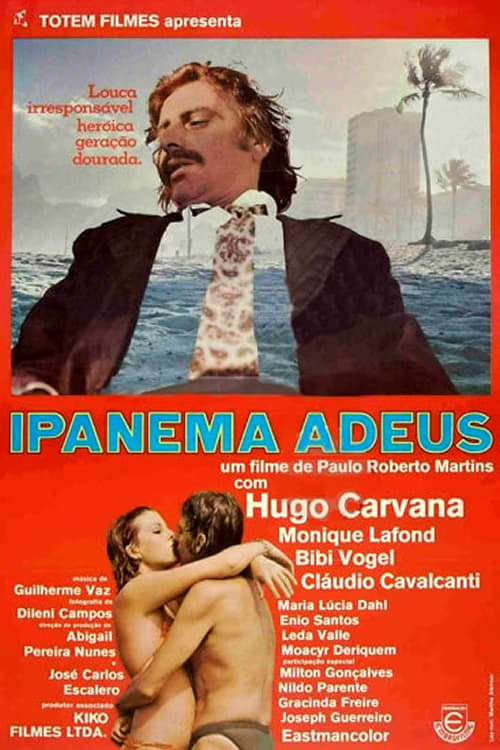 TOTEM FILMES apresenta
Louca
irresponsável
heróica
geração
dourada.
IPANEMA ADEUS
um filme de Paulo Roberto Martins
com
Hugo Carvana
Monique Lafond
Bibi Vogel
Cláudio Cavalcanti
música de
Guilherme Vaz
fotografia de
Dileni Campos
direção de produção de
Abigail
Pereira Nunes
e
José Carlos
Escalero
produtor associado
KIKO
FILMES LTDA.
Maria Lúcia Dahl
Enio Santos
Leda Valle
Moacyr Deriquem
participação especial
Milton Gonçalves
Nildo Parente
Gracinda Freire
Joseph Guerreiro
Eastmancolor